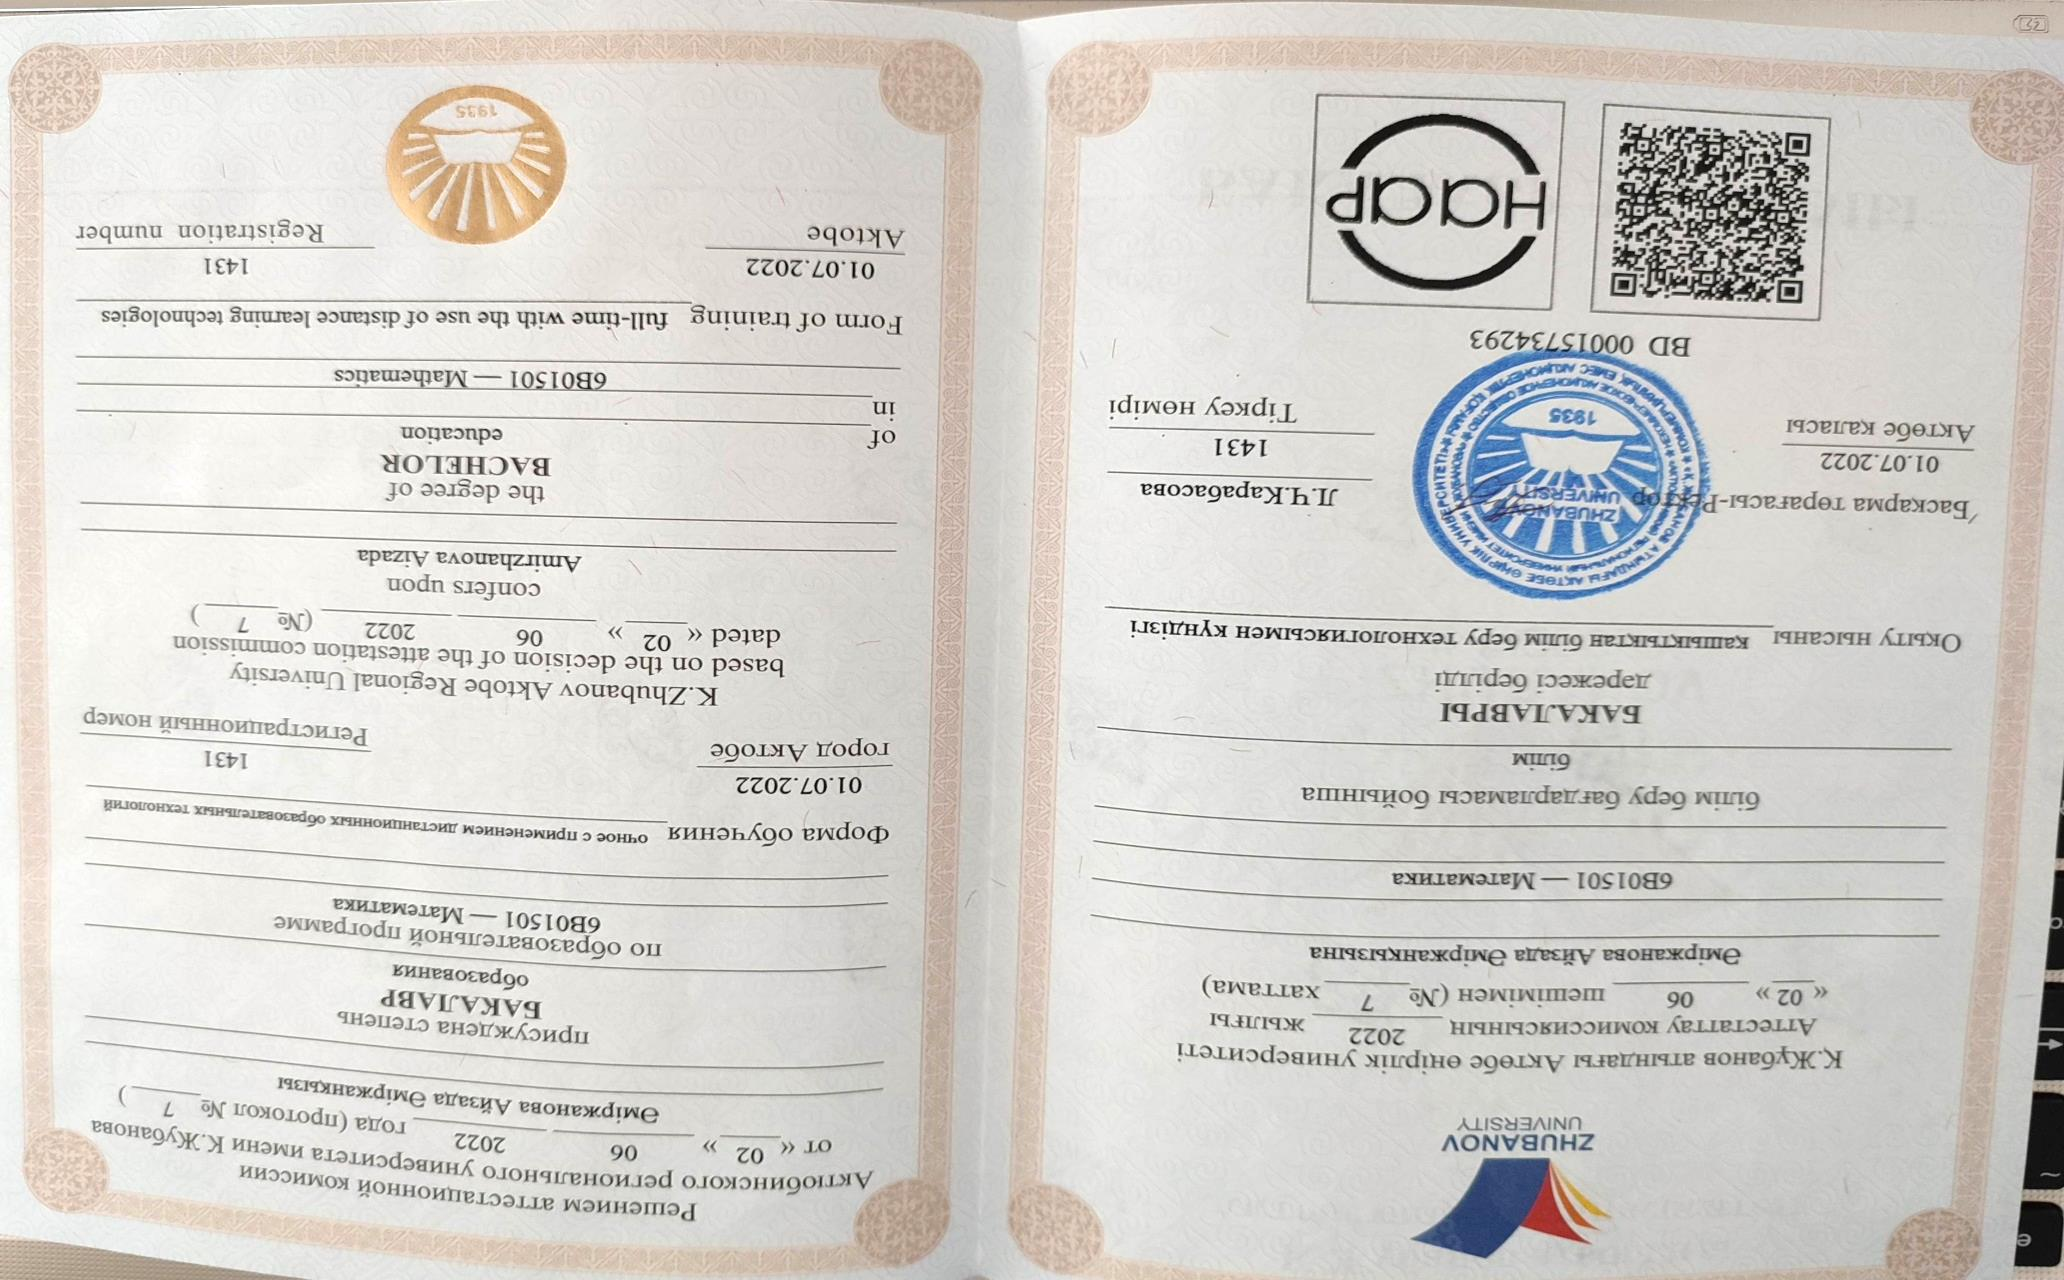 ZHUBANOV
UNIVERSITY
Қ.Жұбанов атындағы Ақтөбе өңірлік университеті
Аттестаттау комиссиясының 2022 жылғы
« 02 » 06 шешімімен (№ 7 хаттама)
Әміржанова Айзада Әміржанқызына
6B01501 — Математика
білім беру бағдарламасы бойынша
білім
БАКАЛАВРЫ
дәрежесі берілді
Оқыту нысаны қашықтықтан білім беру технологиясымен күндізгі
Басқарма төрағасы-Ректор Л.Ч.Карабасова
01.07.2022 1431
Ақтөбе қаласы Тіркеу нөмірі
ZHUBANOV
UNIVERSITY
1935
BD 00015734293
НААР
Решением аттестационной комиссии
Актюбинского регионального университета имени К.Жубанова
от « 02 » 06 2022 года (протокол № 7 )
Әміржанова Айзада Әміржанқызы
присуждена степень
БАКАЛАВР
образования
по образовательной программе
6B01501 — Математика
Форма обучения очное с применением дистанционных образовательных технологий
01.07.2022 1431
город Актобе Регистрационный номер
K.Zhubanov Aktobe Regional University
based on the decision of the attestation commission
dated « 02 » 06 2022 (№ 7 )
confers upon
Amirzhanova Aizada
the degree of
BACHELOR
of education
in
6B01501 — Mathematics
Form of training full-time with the use of distance learning technologies
01.07.2022 1431
Aktobe Registration number
1935